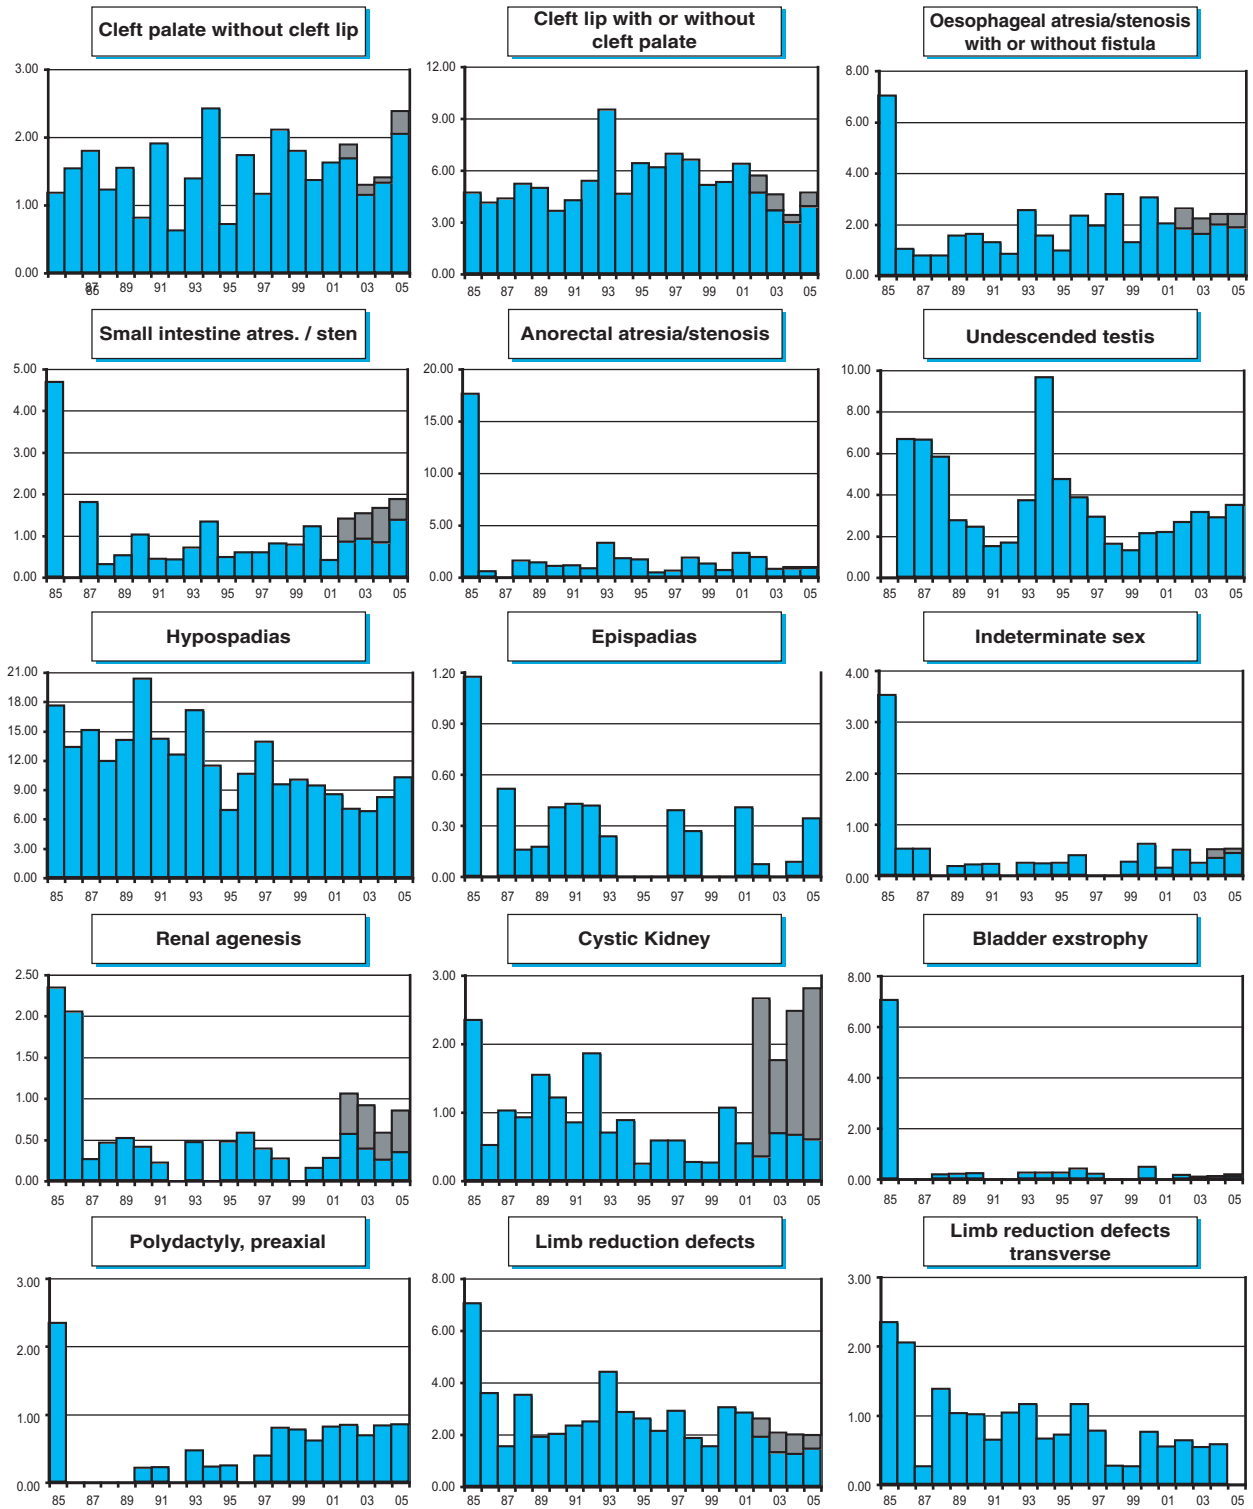 Cleft palate without cleft lip
3.00
2.00
1.00
0.00
87
85
89
91
93
95
97
99
01
03
05
Cleft lip with or without
cleft palate
12.00
9.00
6.00
3.00
0.00
85 87 89 91 93 95 97 99 01 03 05
Oesophageal atresia/stenosis
with or without fistula
8.00
6.00
4.00
2.00
0.00
85 87 89 91 93 95 97 99 01 03 05
Small intestine atres. / sten
5.00
4.00
3.00
2.00
1.00
0.00
85 87 89 91 93 95 97 99 01 03 05
Anorectal atresia/stenosis
20.00
15.00
10.00
5.00
0.00
85 87 89 91 93 95 97 99 01 03 05
Undescended testis
10.00
8.00
6.00
4.00
2.00
0.00
85 87 89 91 93 95 97 99 01 03 05
Hypospadias
21.00
18.00
15.00
12.00
9.00
6.00
3.00
0.00
85 87 89 91 93 95 97 99 01 03 05
Epispadias
1.20
0.90
0.60
0.30
0.00
85 87 89 91 93 95 97 99 01 03 05
Indeterminate sex
4.00
3.00
2.00
1.00
0.00
85 87 89 91 93 95 97 99 01 03 05
Renal agenesis
2.50
2.00
1.50
1.00
0.50
0.00
85 87 89 91 93 95 97 99 01 03 05
Cystic Kidney
3.00
2.00
1.00
0.00
85 87 89 91 93 95 97 99 01 03 05
Bladder exstrophy
8.00
6.00
4.00
2.00
0.00
85 87 89 91 93 95 97 99 01 03 05
Polydactyly, preaxial
3.00
2.00
1.00
0.00
85 87 89 91 93 95 97 99 01 03 05
Limb reduction defects
8.00
6.00
4.00
2.00
0.00
85 87 89 91 93 95 97 99 01 03 05
Limb reduction defects
transverse
3.00
2.00
1.00
0.00
85 87 89 91 93 95 97 99 01 03 05